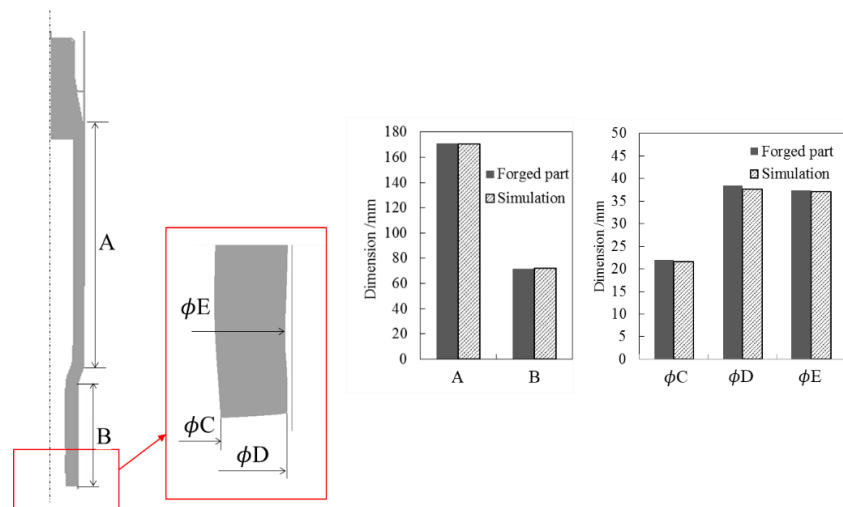 A
B
ϕE
ϕC
ϕD
Dimension /mm
180
160
140
120
100
80
60
40
20
0
Forged part
Simulation
A
B
Dimension /mm
50
45
40
35
30
25
20
15
10
5
0
Forged part
Simulation
ϕC
ϕD
ϕE